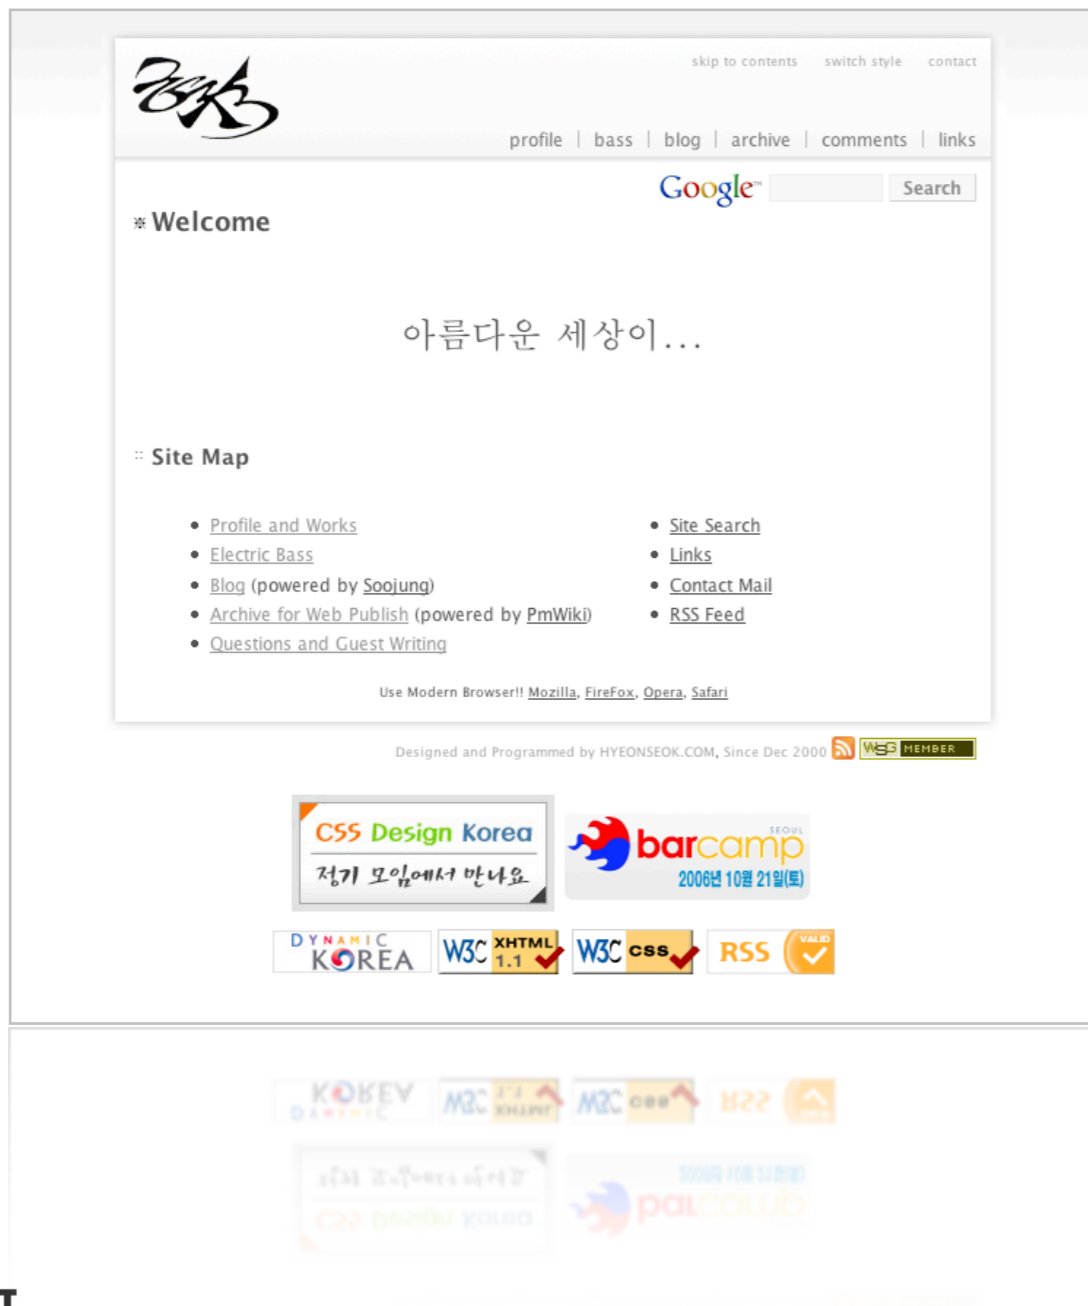 skip to contents switch style contact
profile | bass | blog | archive | comments | links
Google™ Search
※ Welcome
아름다운 세상이...
:: Site Map
• Profile and Works
• Electric Bass
• Blog (powered by Soojung)
• Archive for Web Publish (powered by PmWiki)
• Questions and Guest Writing
• Site Search
• Links
• Contact Mail
• RSS Feed
Use Modern Browser!! Mozilla, FireFox, Opera, Safari
Designed and Programmed by HYEONSEOK.COM, Since Dec 2000 WSG MEMBER
CSS Design Korea
정기 모임에서 만나요
SEOUL
barcamp
2006년 10월 21일(토)
DYNAMIC
KOREA
W3C XHTML 1.1
W3C CSS
RSS VALID